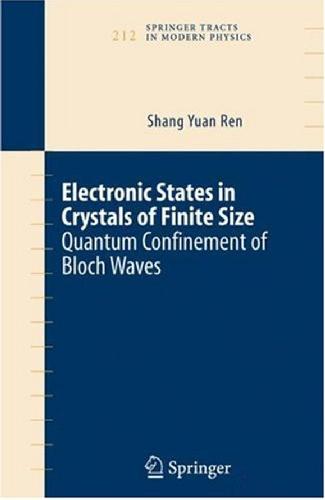 212
SPRINGER TRACTS
IN MODERN PHYSICS
Shang Yuan Ren
Electronic States in
Crystals of Finite Size
Quantum Confinement of
Bloch Waves
Springer